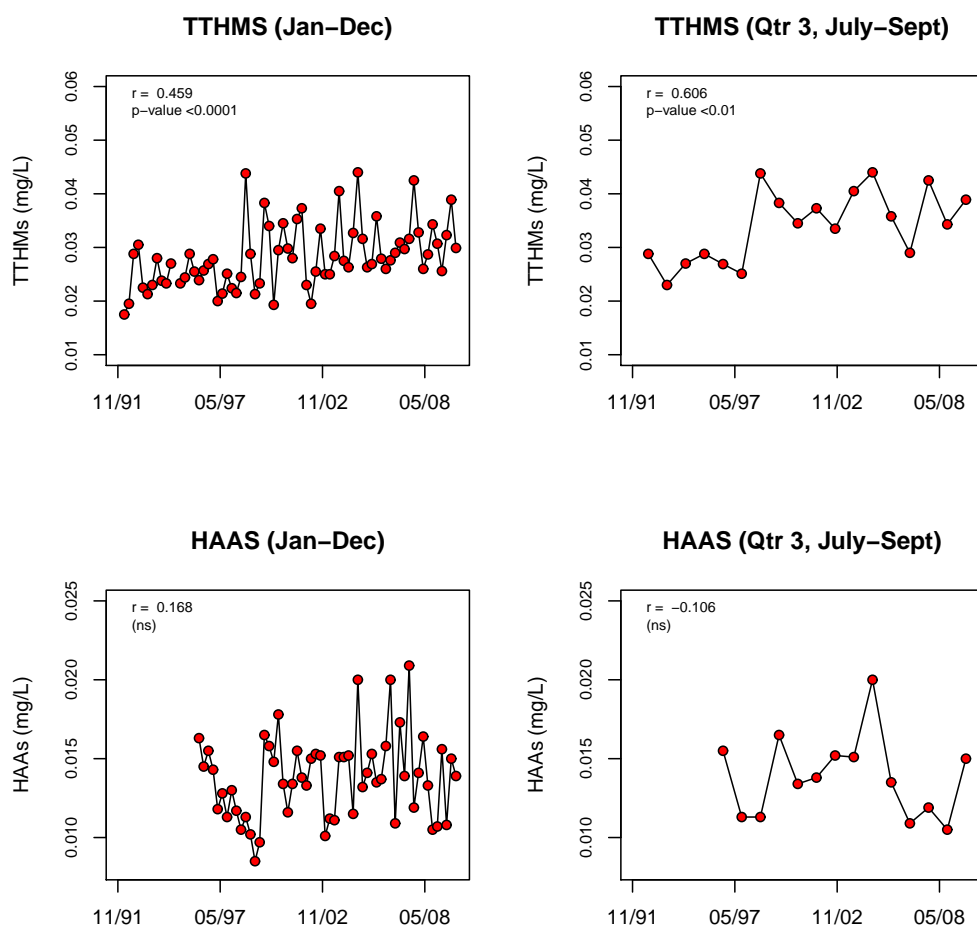 TTHMS (Jan−Dec)
r =  0.459
p−value <0.0001
TTHMs (mg/L)
0.06
0.05
0.04
0.03
0.02
0.01
11/91 05/97 11/02 05/08
TTHMS (Qtr 3, July−Sept)
r =  0.606
p−value <0.01
TTHMs (mg/L)
0.06
0.05
0.04
0.03
0.02
0.01
11/91 05/97 11/02 05/08
HAAS (Jan−Dec)
r =  0.168
(ns)
HAAs (mg/L)
0.025
0.020
0.015
0.010
11/91 05/97 11/02 05/08
HAAS (Qtr 3, July−Sept)
r =  −0.106
(ns)
HAAs (mg/L)
0.025
0.020
0.015
0.010
11/91 05/97 11/02 05/08